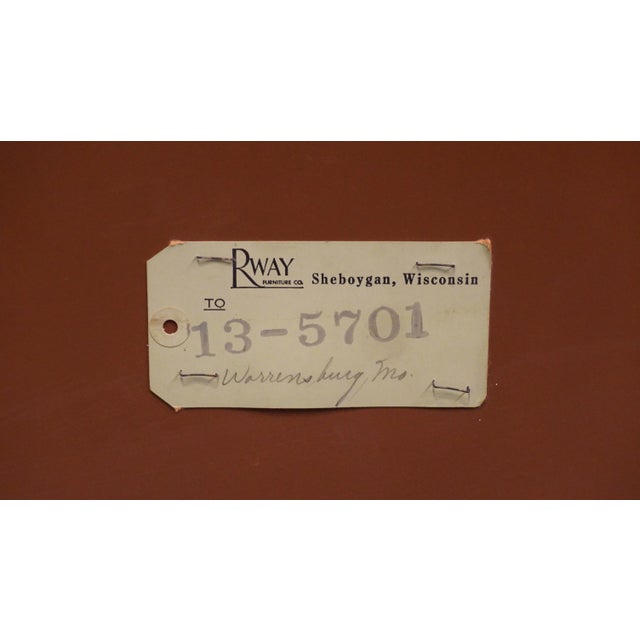 RWAY
FURNITURE CO. Sheboygan, Wisconsin
TO
13-5701
Warrensburg Mo.